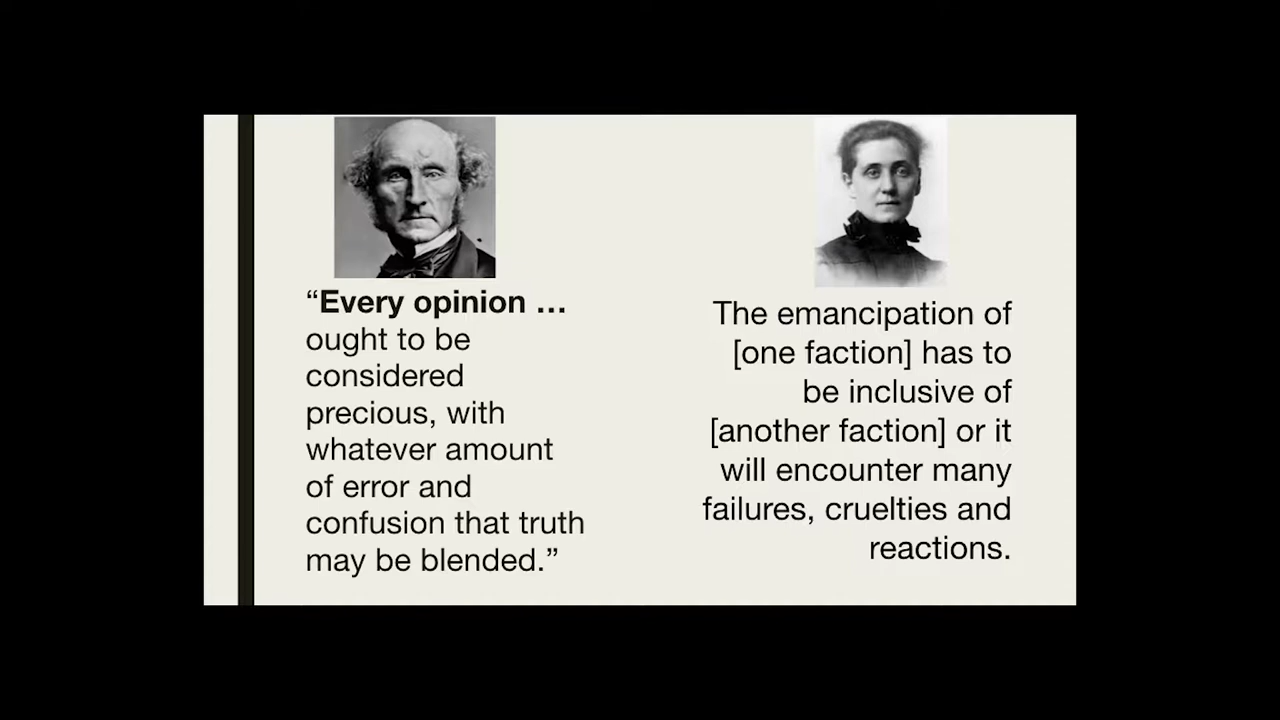 “Every opinion …
ought to be
considered
precious, with
whatever amount
of error and
confusion that truth
may be blended.”
The emancipation of
[one faction] has to
be inclusive of
[another faction] or it
will encounter many
failures, cruelties and
reactions.